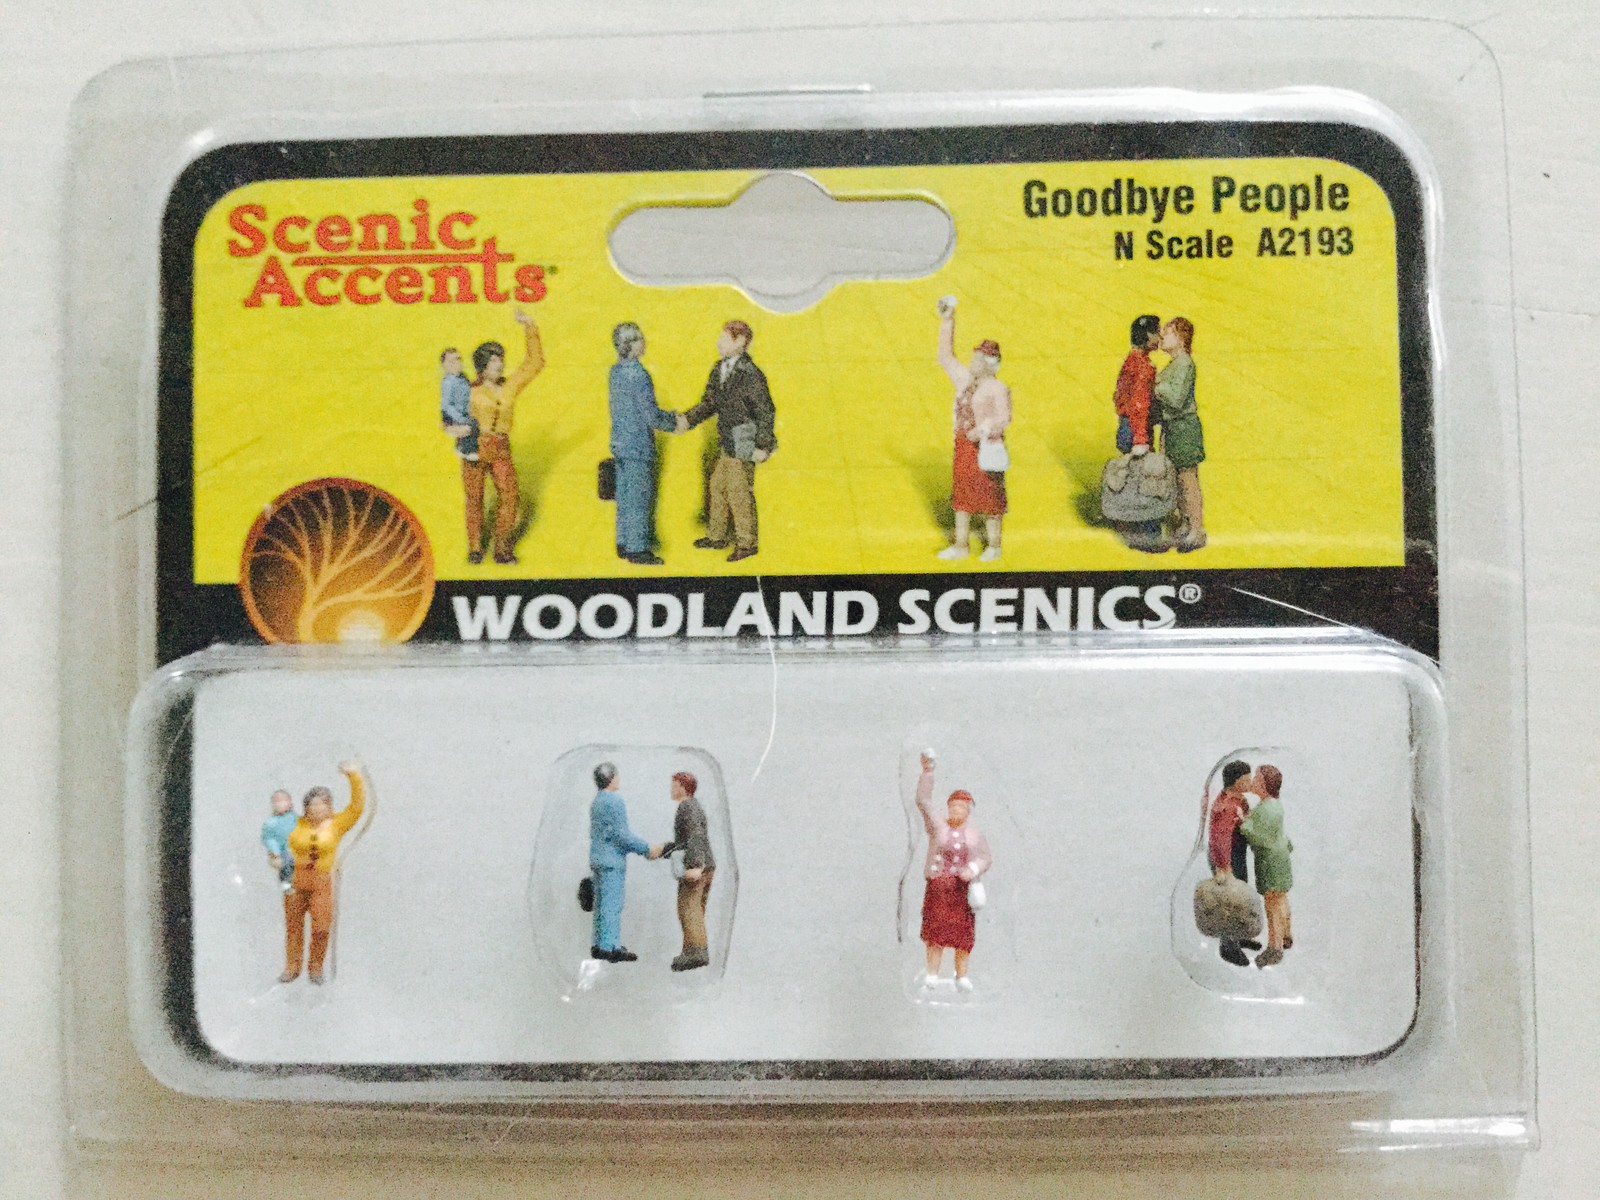 Scenic
Accents®
Goodbye People
N Scale A2193
WOODLAND SCENICS®